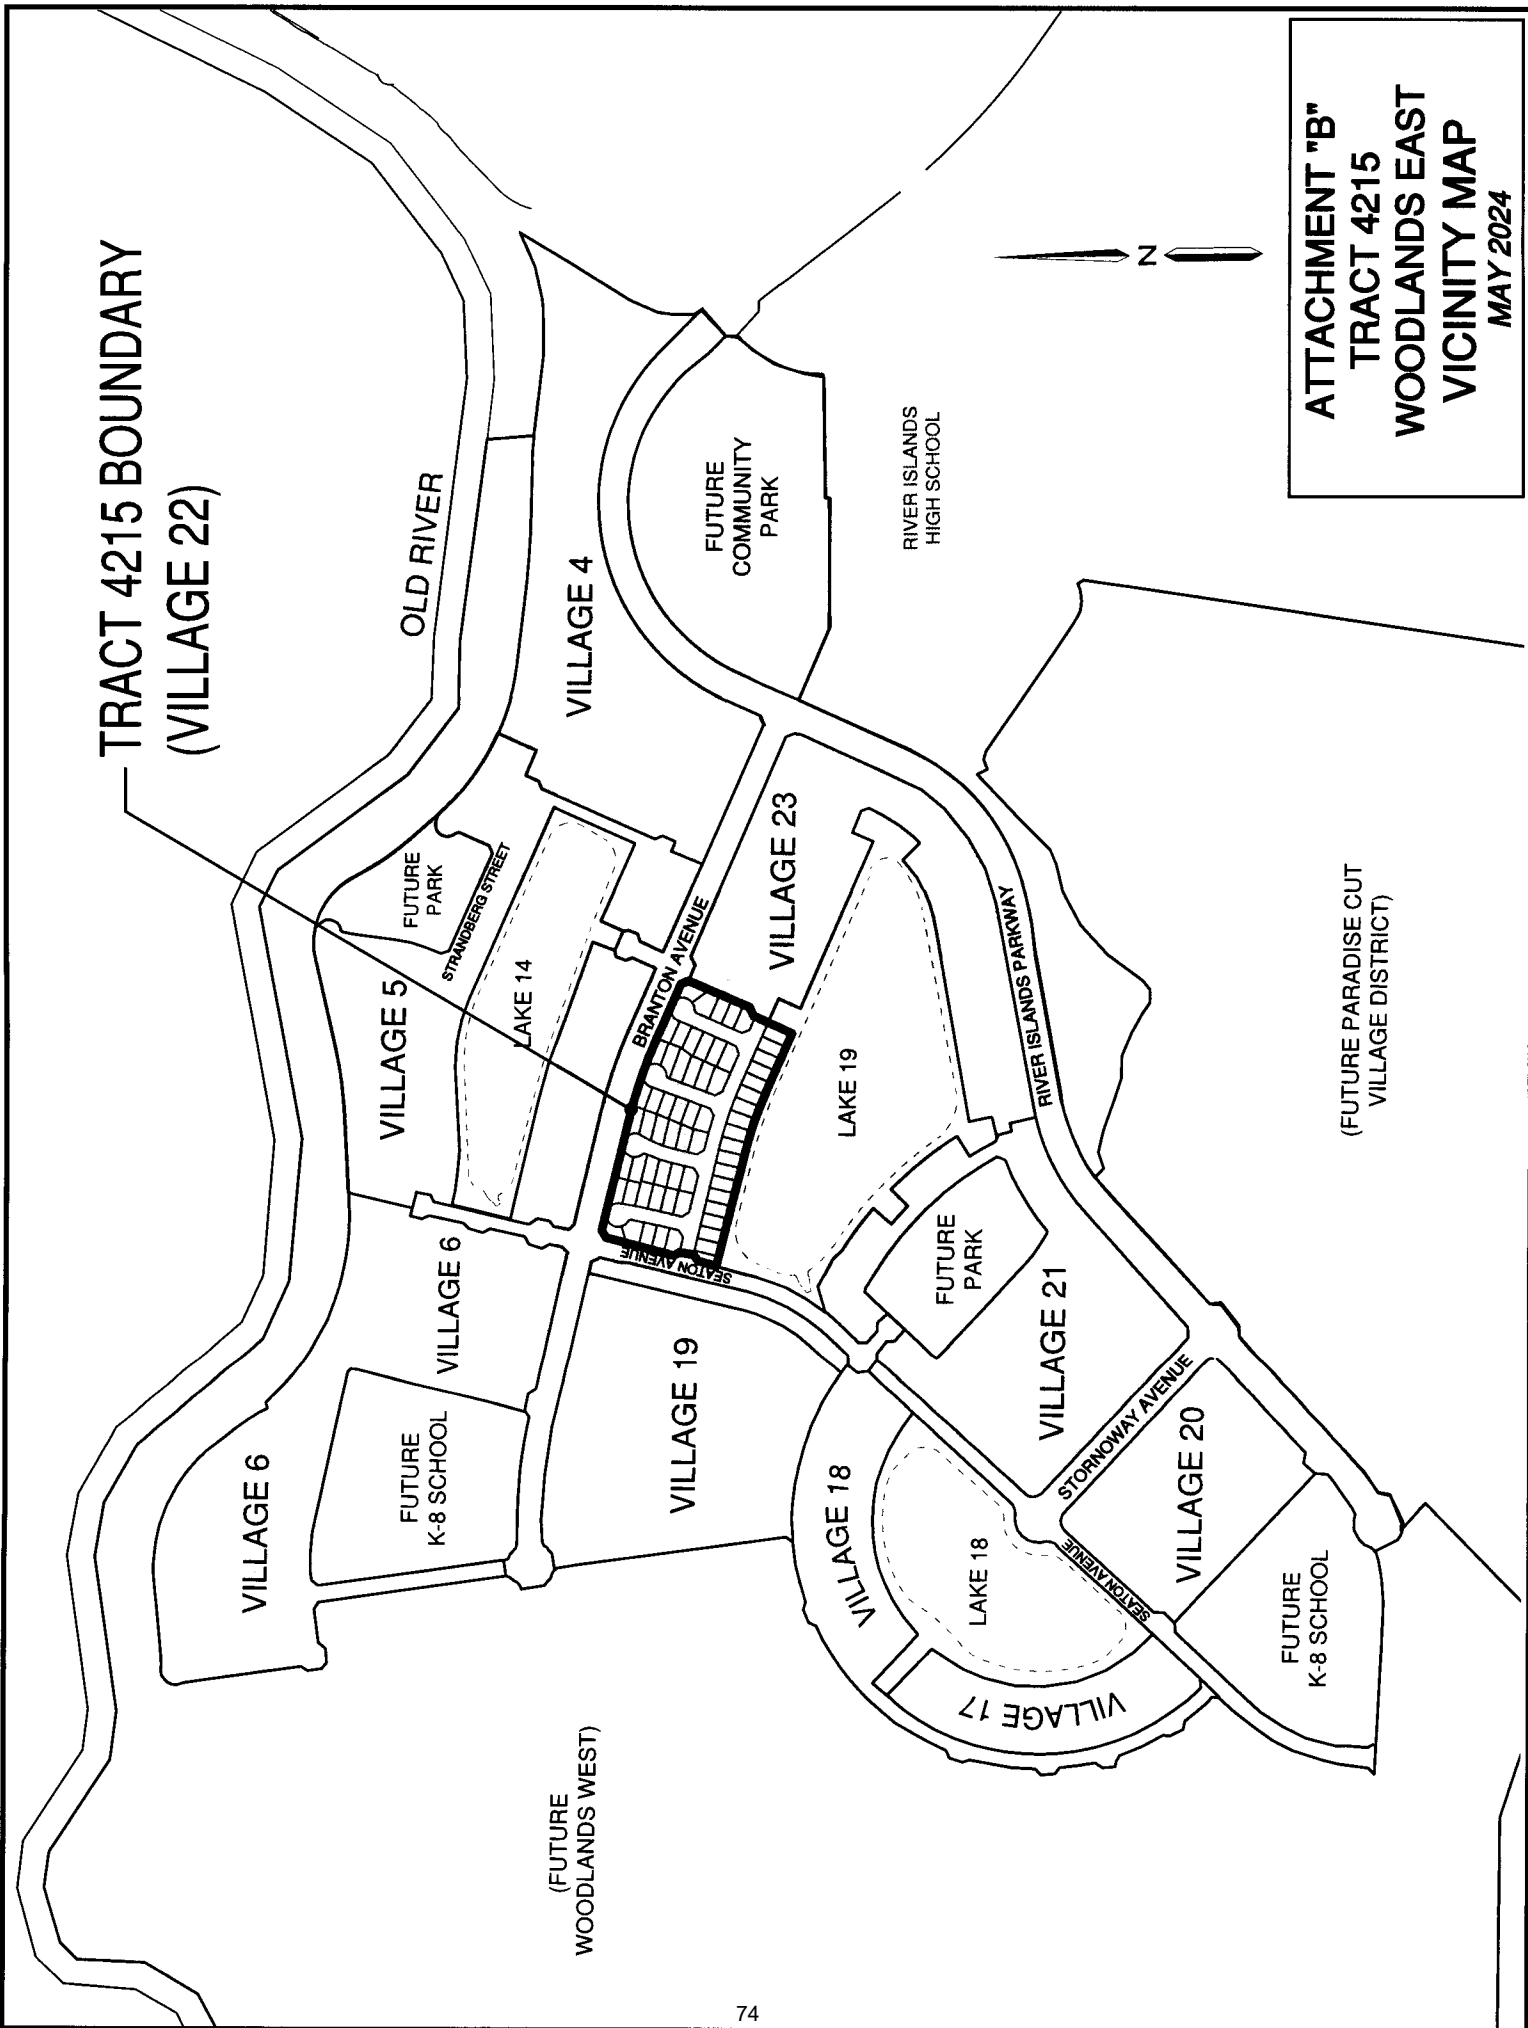 TRACT 4215 BOUNDARY
(VILLAGE 22)
OLD RIVER
VILLAGE 4
FUTURE
COMMUNITY
PARK
RIVER ISLANDS
HIGH SCHOOL
N
FUTURE
PARK
STRANDBERG STREET
VILLAGE 5
LAKE 14
BRANTON AVENUE
VILLAGE 23
LAKE 19
RIVER ISLANDS PARKWAY
(FUTURE PARADISE CUT
VILLAGE DISTRICT)
VILLAGE 6
SEATON AVENUE
FUTURE
PARK
VILLAGE 21
VILLAGE 6
FUTURE
K-8 SCHOOL
VILLAGE 19
VILLAGE 18
LAKE 18
STORNOWAY AVENUE
VILLAGE 20
SEATON AVENUE
FUTURE
K-8 SCHOOL
VILLAGE 17
(FUTURE
WOODLANDS WEST)
ATTACHMENT "B"
TRACT 4215
WOODLANDS EAST
VICINITY MAP
MAY 2024
74